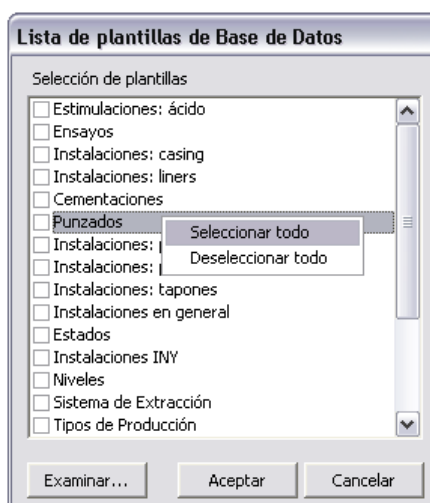 Lista de plantillas de Base de Datos
Selección de plantillas
Estimulaciones: ácido
Ensayos
Instalaciones: casing
Instalaciones: liners
Cementaciones
Punzados
Seleccionar todo
Instalaciones:
Deseleccionar todo
Instalaciones:
Instalaciones: tapones
Instalaciones en general
Estados
Instalaciones INY
Niveles
Sistema de Extracción
Tipos de Producción
Examinar...
Aceptar
Cancelar